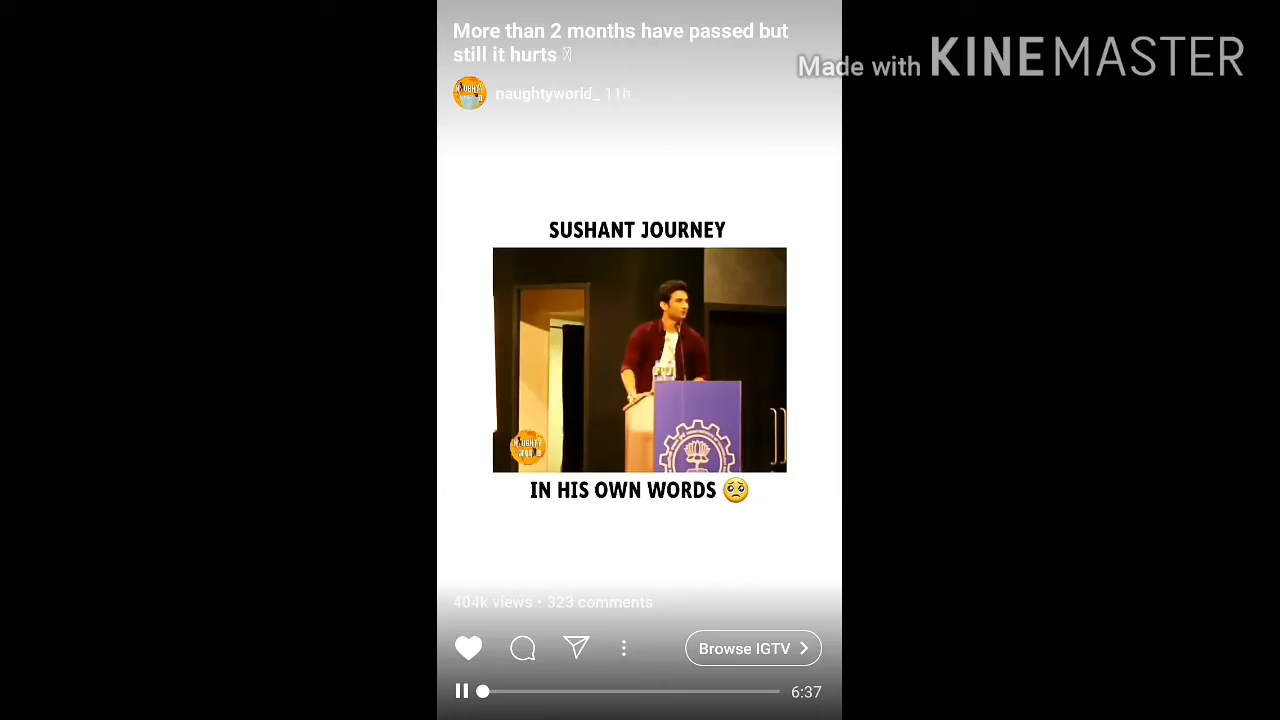 More than 2 months have passed but
still it hurts
Made with KINEMASTER
naughtyworld_ 11h
SUSHANT JOURNEY
NAUGHTY
IN HIS OWN WORDS 🥺
404k views • 323 comments
Browse IGTV
6:37